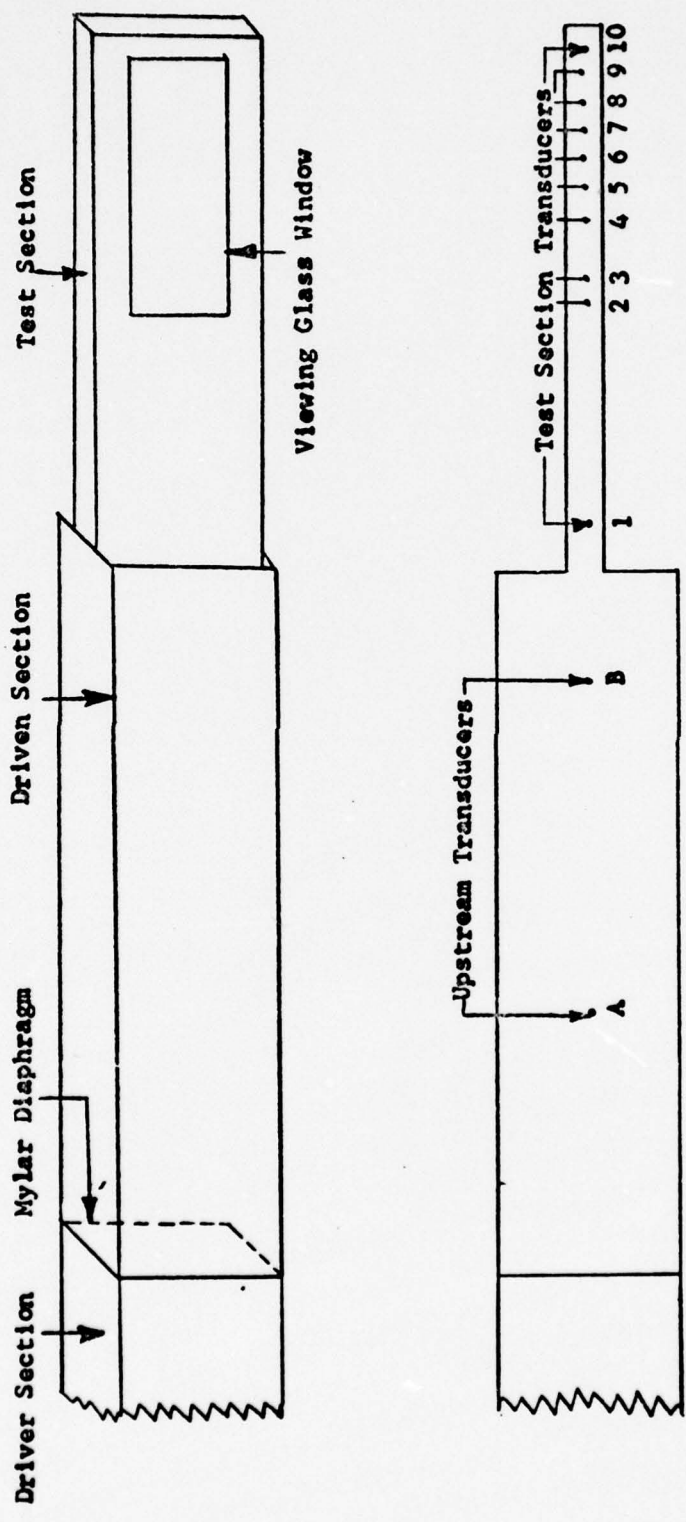 Driver Section
Mylar Diaphragm
Driven Section
Test Section
Viewing Glass Window
Upstream Transducers
A
B
Test Section Transducers
1
2 3 4 5 6 7 8 9 10